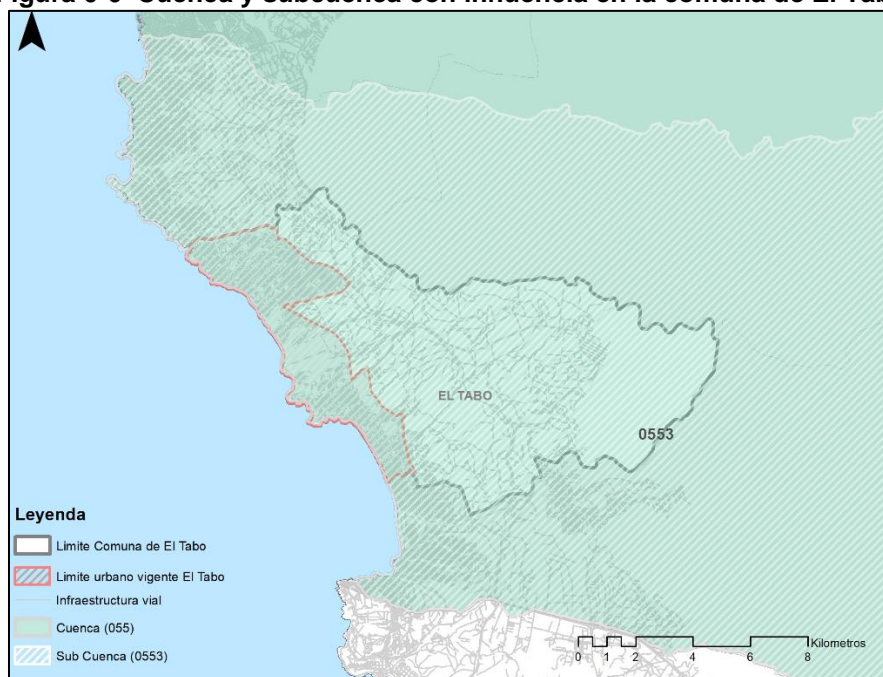 Cuenca y subcuenca con influencia en la comuna de El
EL TABO
0553
Leyenda
Limite Comuna de El Tabo
Limite urbano vigente El Tabo
Infraestructura vial
Cuenca (055)
Sub Cuenca (0553)
Kilometros
0 1 2 4 6 8